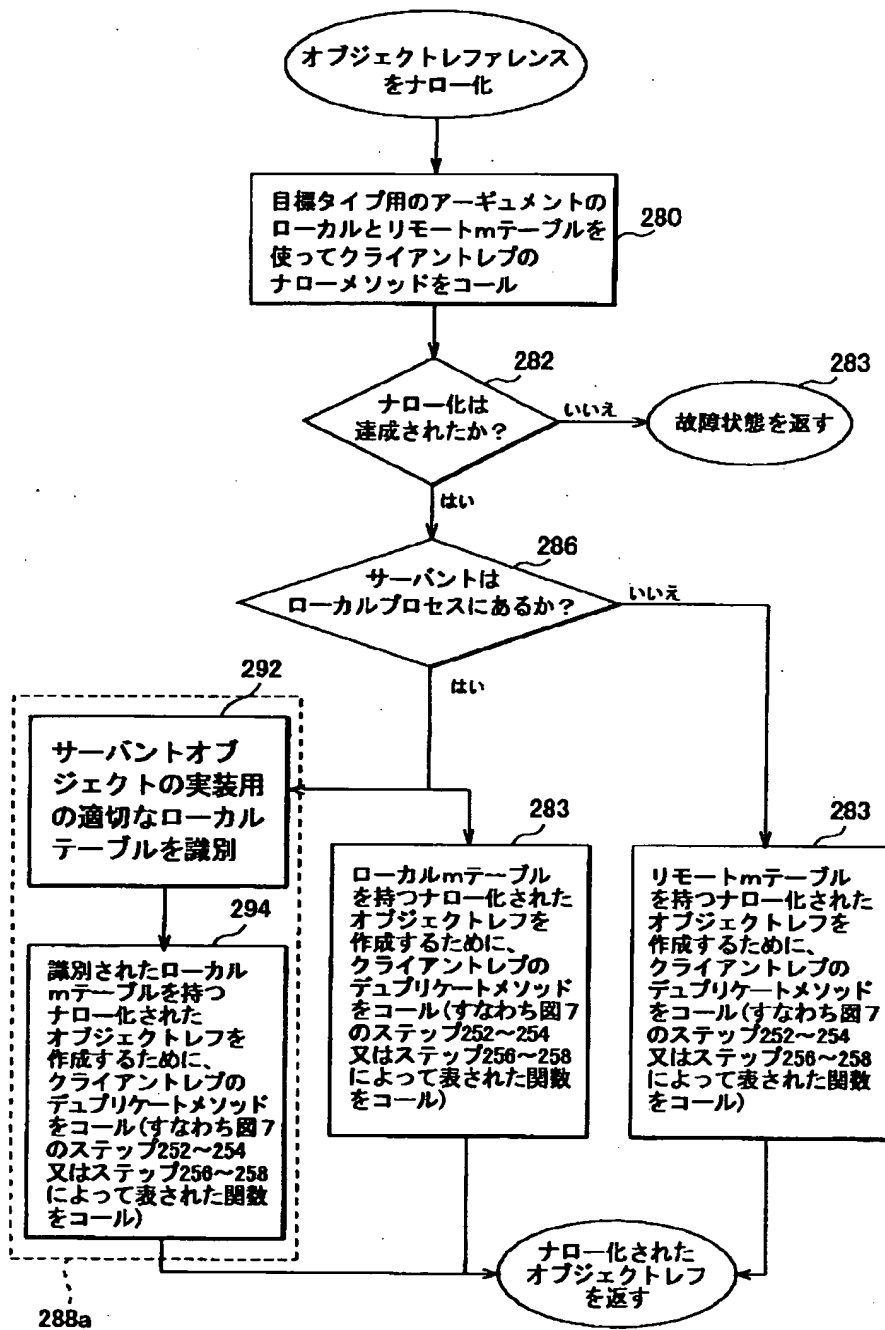 オブジェクトレファレンス
をナロー化
目標タイプ用のアーギュメントの
ローカルとリモートmテーブルを
使ってクライアントレプの
ナローメソッドをコール
280
282
ナロー化は
達成されたか?
いいえ
283
故障状態を返す
はい
286
サーバントは
ローカルプロセスにあるか?
いいえ
はい
292
サーバントオブ
ジェクトの実装用
の適切なローカル
テーブルを識別
294
識別されたローカル
mテーブルを持つ
ナロー化された
オブジェクトレフを
作成するために、
クライアントレプの
デュプリケートメソッド
をコール(すなわち図7
のステップ252~254
又はステップ256~258
によって表された関数
をコール)
288a
283
ローカルmテーブル
を持つナロー化された
オブジェクトレフを
作成するために、
クライアントレプの
デュプリケートメソッド
をコール(すなわち図7
のステップ252~254
又はステップ256~258
によって表された関数
をコール)
283
リモートmテーブル
を持つナロー化された
オブジェクトレフを
作成するために、
クライアントレプの
デュプリケートメソッド
をコール(すなわち図7
のステップ252~254
又はステップ256~258
によって表された関数
をコール)
ナロー化された
オブジェクトレフ
を返す